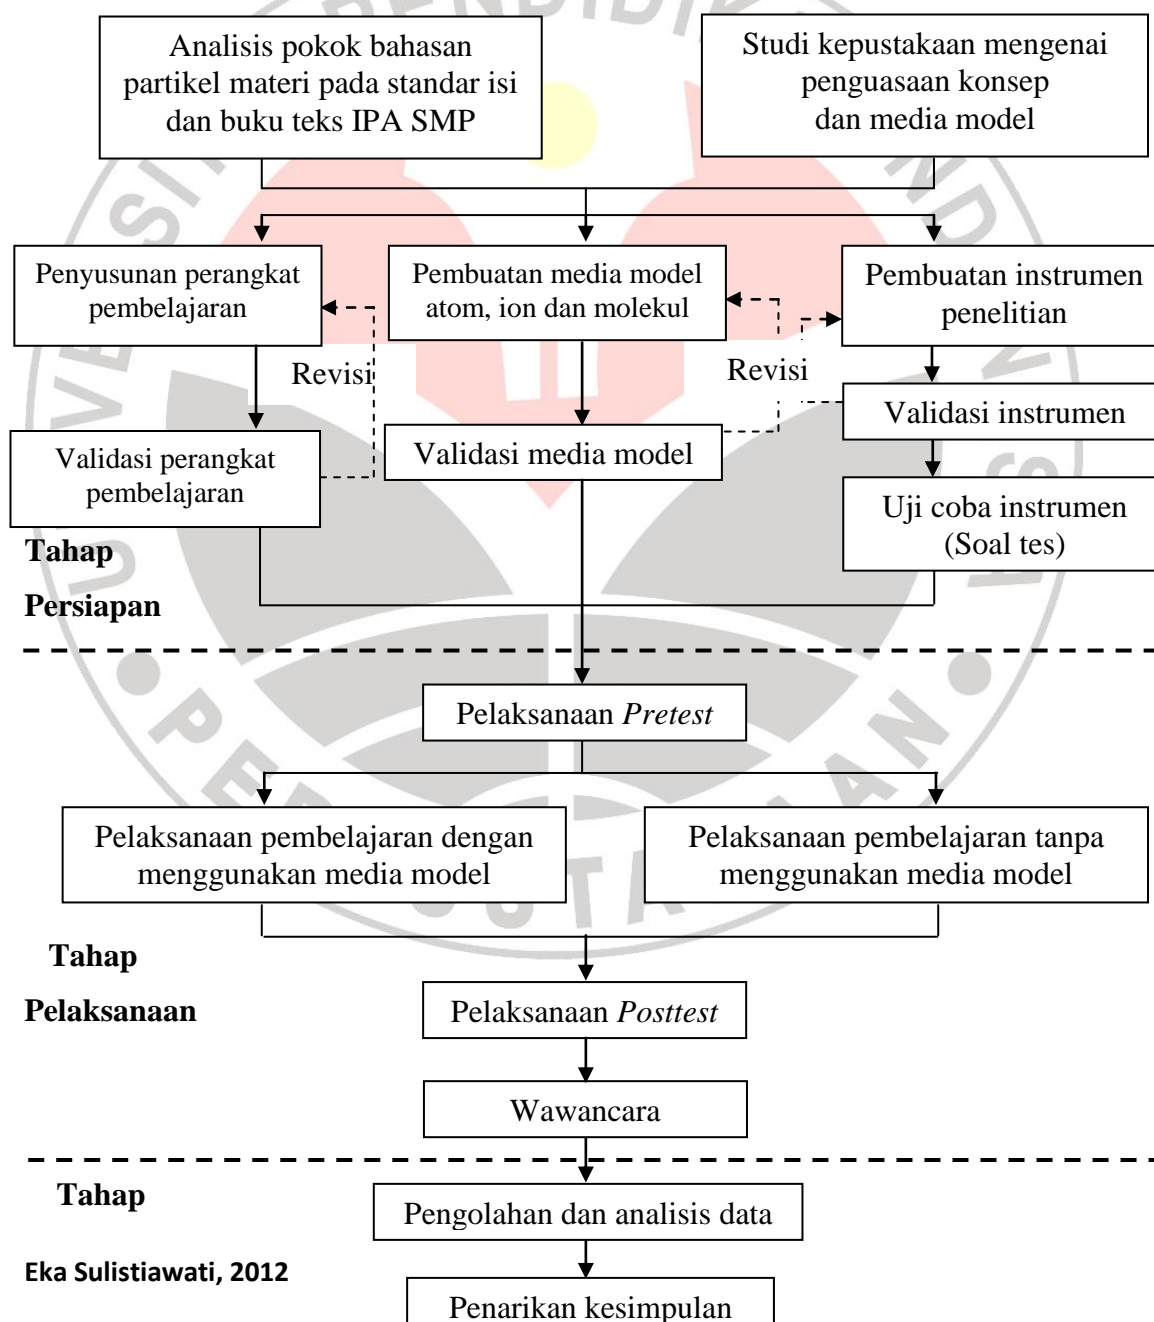 Analisis pokok bahasan
partikel materi pada standar isi
dan buku teks IPA SMP
Studi kepustakaan mengenai
penguasaan konsep
dan media model
Penyusunan perangkat
pembelajaran
Pembuatan media model
atom, ion dan molekul
Pembuatan instrumen
penelitian
Revisi
Revisi
Validasi perangkat
pembelajaran
Validasi media model
Validasi instrumen
Uji coba instrumen
(Soal tes)
Tahap
Persiapan
Pelaksanaan Pretest
Pelaksanaan pembelajaran dengan
menggunakan media model
Pelaksanaan pembelajaran tanpa
menggunakan media model
Tahap
Pelaksanaan
Pelaksanaan Posttest
Wawancara
Tahap
Pengolahan dan analisis data
Eka Sulistiawati, 2012
Penarikan kesimpulan